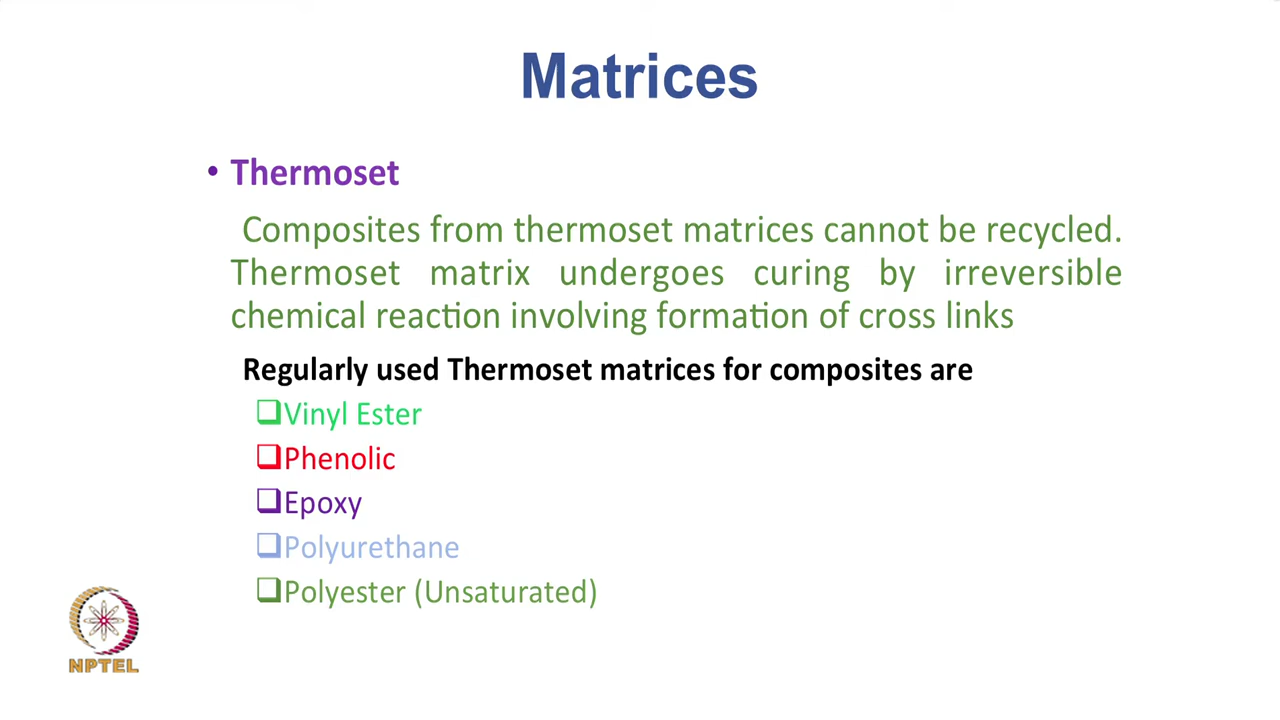 Matrices
• Thermoset
Composites from thermoset matrices cannot be recycled.
Thermoset matrix undergoes curing by irreversible
chemical reaction involving formation of cross links
Regularly used Thermoset matrices for composites are
❑Vinyl Ester
❑Phenolic
❑Epoxy
❑Polyurethane
❑Polyester (Unsaturated)
NPTEL